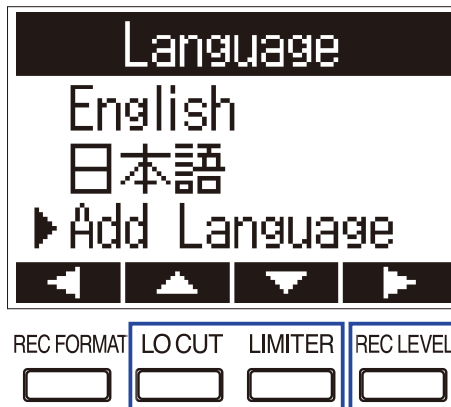 Language
English
日本語
Add Language
REC FORMAT LO CUT LIMITER REC LEVEL